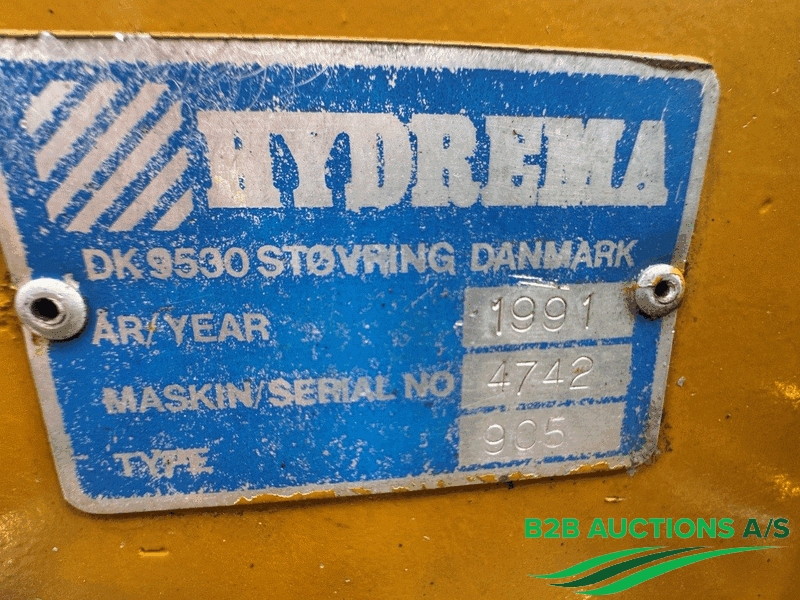 HYDREMA
DK 9530 STØVRING DANMARK
ÅR/YEAR 1991
MASKIN/SERIAL NO 4742
TYPE 905
B2B AUCTIONS A/S